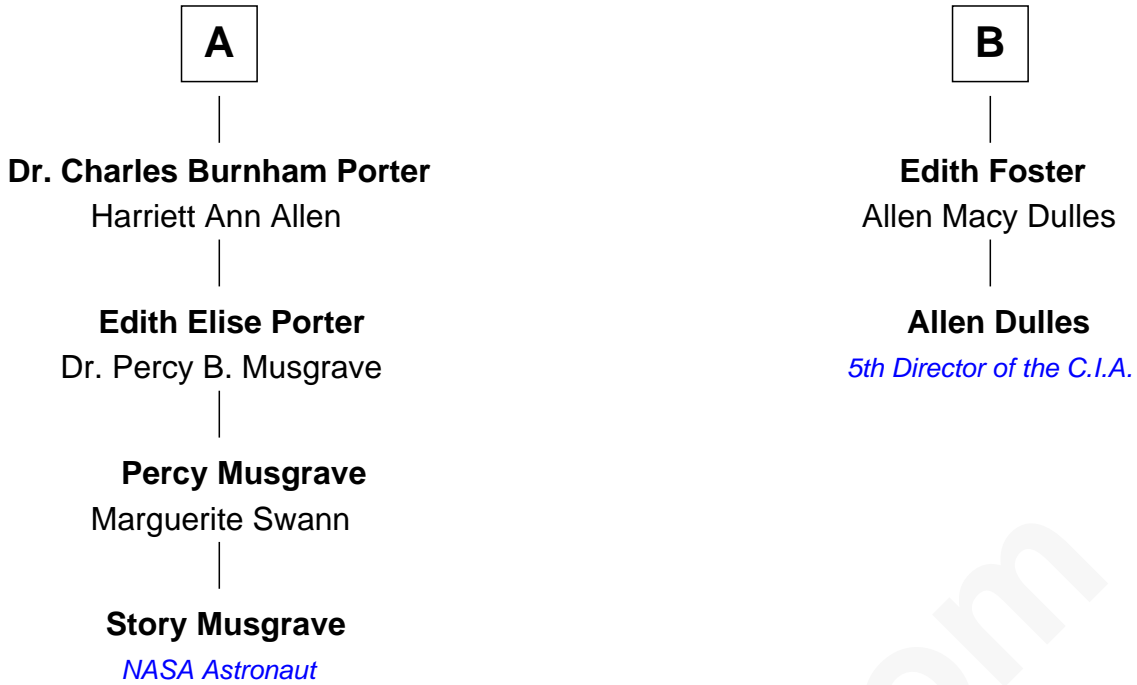 A
Dr. Charles Burnham Porter
Harriett Ann Allen
Edith Elise Porter
Dr. Percy B. Musgrave
Percy Musgrave
Marguerite Swann
Story Musgrave
NASA Astronaut
B
Edith Foster
Allen Macy Dulles
Allen Dulles
5th Director of the C.I.A.
om